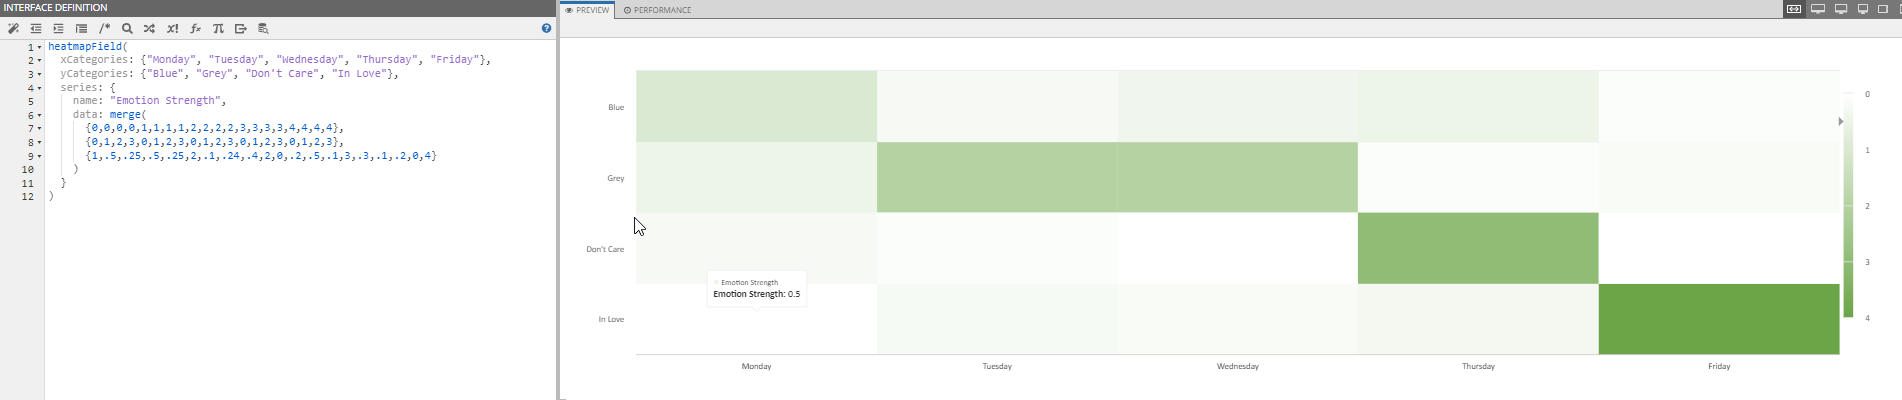 INTERFACE DEFINITION
1 heatmapField(
2 xCategories: {"Monday", "Tuesday", "Wednesday", "Thursday", "Friday"},
3 yCategories: {"Blue", "Grey", "Don't Care", "In Love"},
4 series: {
5 name: "Emotion Strength",
6 data: merge(
7 {0,0,0,0,1,1,1,1,2,2,2,2,3,3,3,3,4,4,4,4},
8 {0,1,2,3,0,1,2,3,0,1,2,3,0,1,2,3,0,1,2,3},
9 {1,.5,.25,.5,.25,2,.1,.24,.4,2,0,.2,.5,.1,3,.3,.1,.2,0,4}
10 )
11 }
12 )
PREVIEW PERFORMANCE
Blue
Grey
Don't Care
In Love
Emotion Strength
Emotion Strength: 0.5
Monday Tuesday Wednesday Thursday Friday
0
1
2
3
4